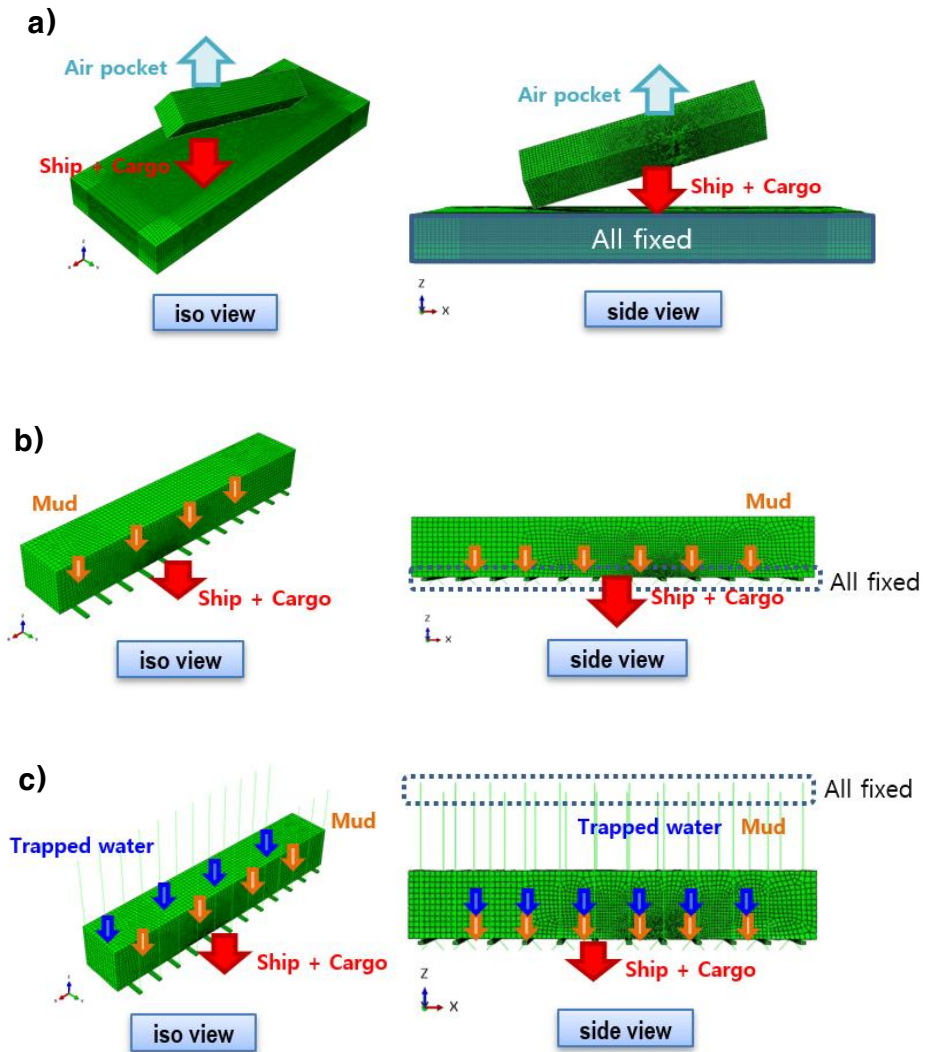 a)
Air pocket
Ship + Cargo
iso view
Air pocket
Ship + Cargo
All fixed
Z
X
side view
b)
Mud
Ship + Cargo
iso view
Mud
All fixed
Ship + Cargo
Z
X
side view
c)
Trapped water
Mud
Ship + Cargo
iso view
All fixed
Trapped water Mud
Ship + Cargo
Z
X
side view